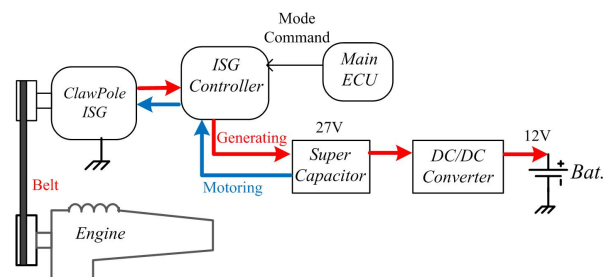 Mode
Command
ISG
Controller
Main
ECU
ClawPole
ISG
Generating
27V
12V
Super
Capacitor
DC/DC
Converter
Bat.
Motoring
Belt
Engine